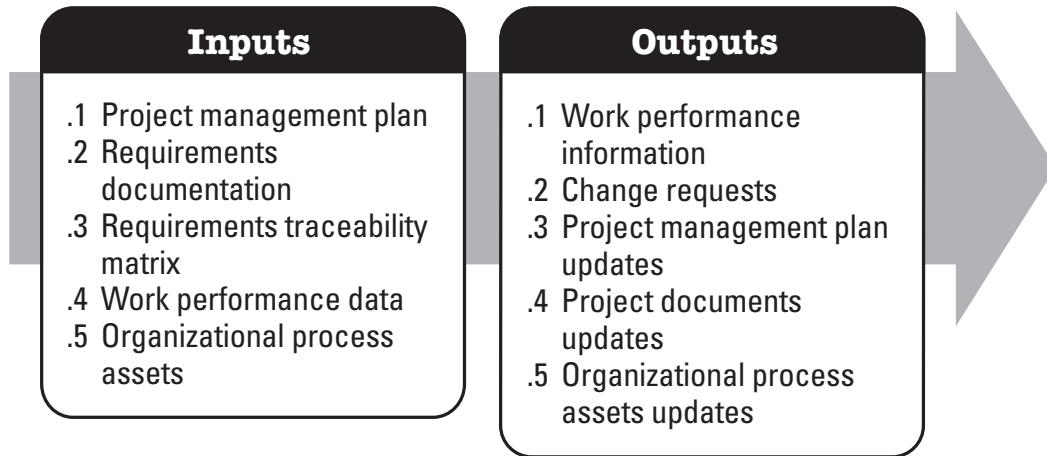 Inputs
.1 Project management plan
.2 Requirements
documentation
.3 Requirements traceability
matrix
.4 Work performance data
.5 Organizational process
assets
Outputs
.1 Work performance
information
.2 Change requests
.3 Project management plan
updates
.4 Project documents
updates
.5 Organizational process
assets updates